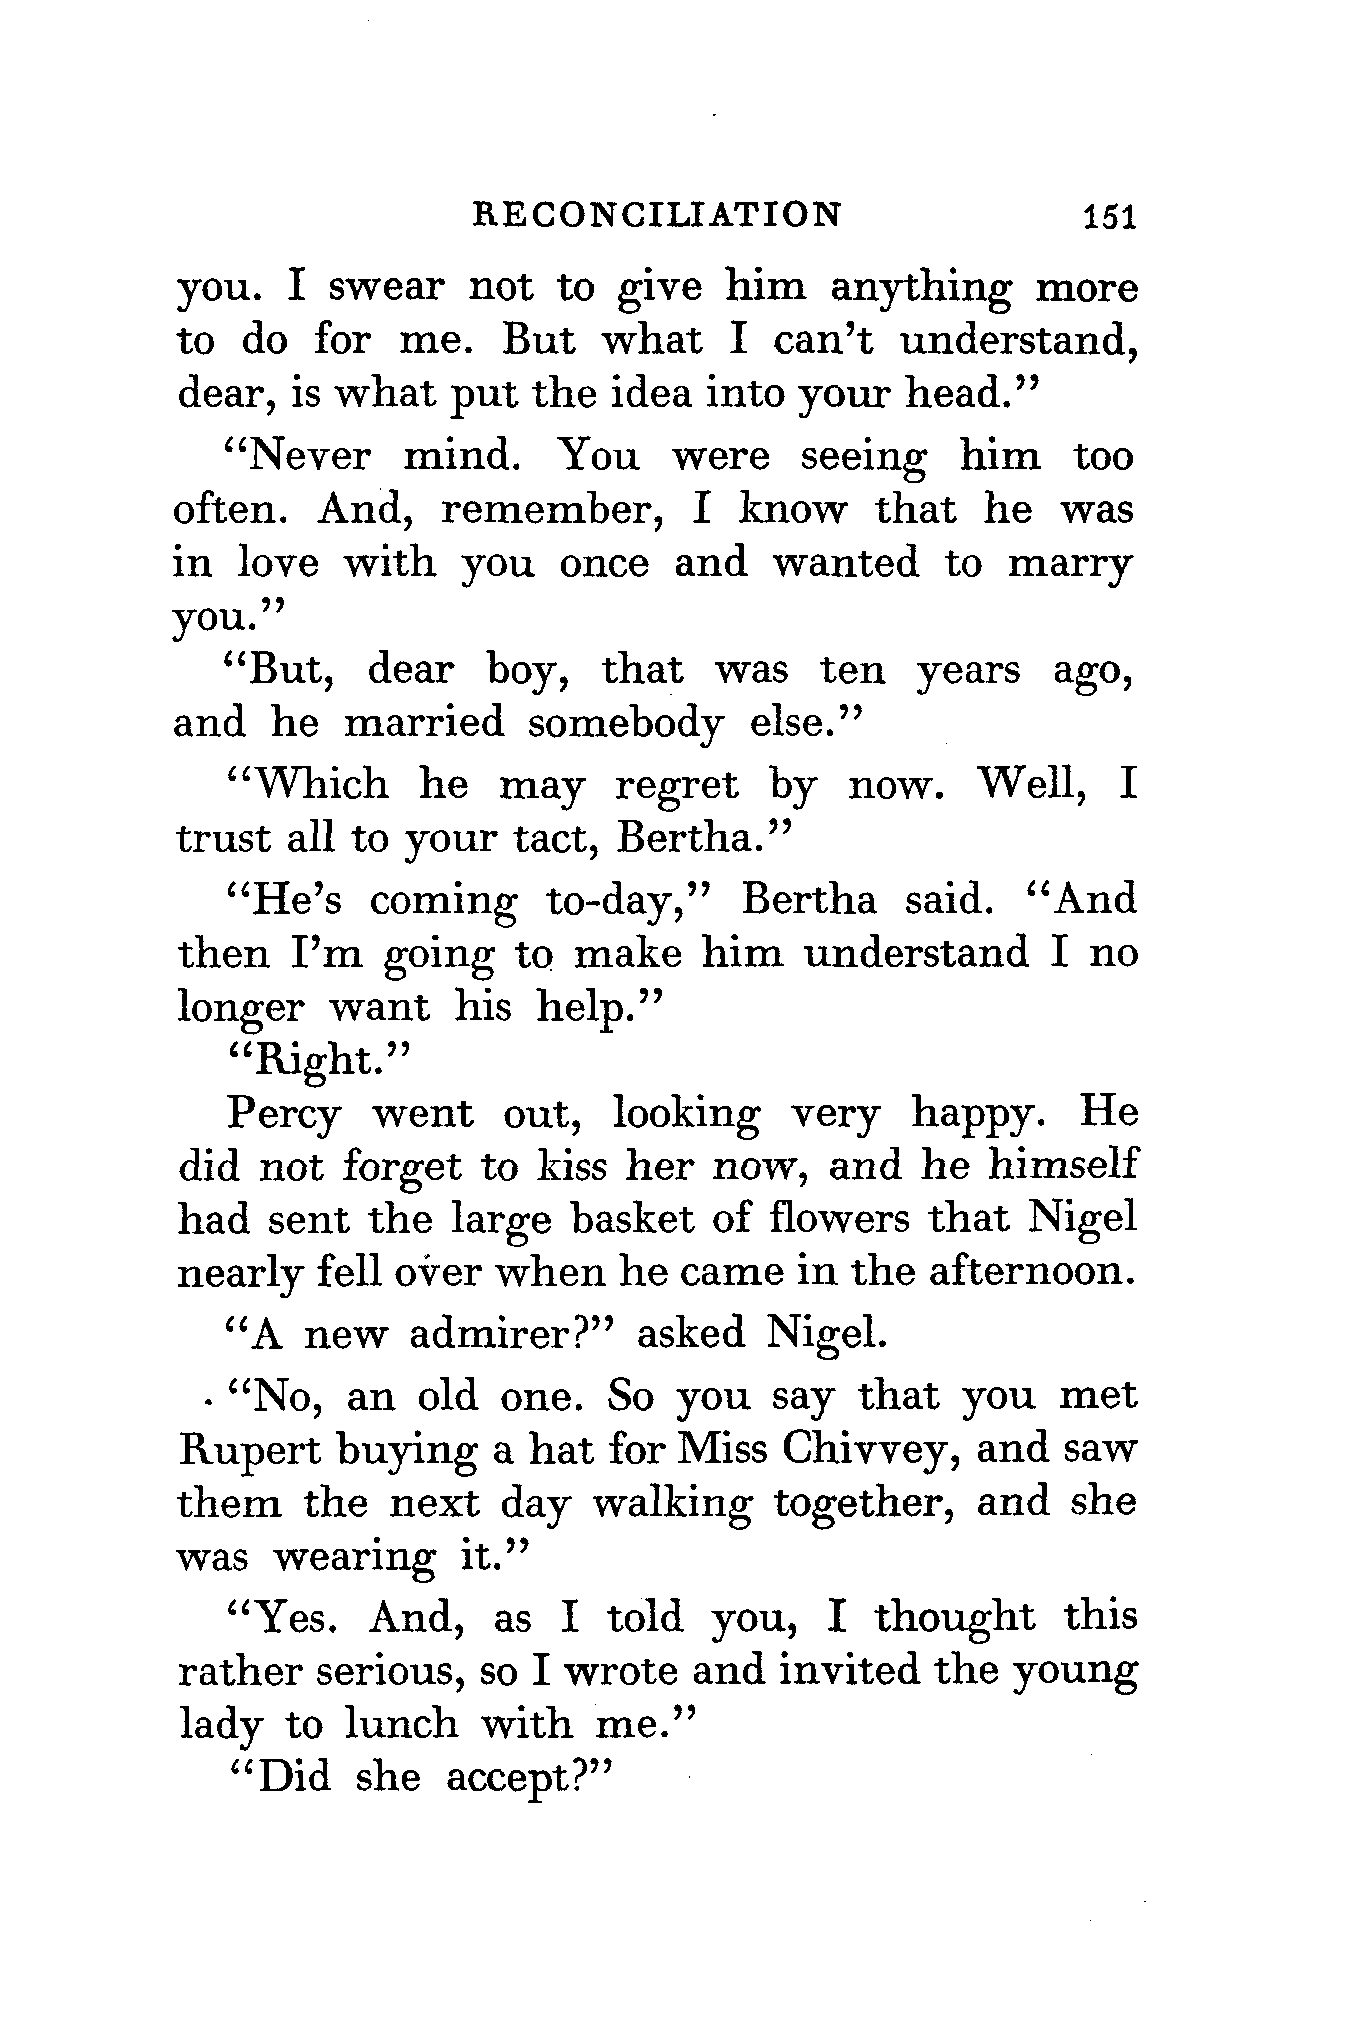 RECONCILIATION 151
you. I swear not to give him anything more
to do for me. But what I can't understand,
dear, is what put the idea into your head."
"Never mind. You were seeing him too
often. And, remember, I know that he was
in love with you once and wanted to marry
you."
"But, dear boy, that was ten years ago,
and he married somebody else."
"Which he may regret by now. Well, I
trust all to your tact, Bertha."
"He's coming to-day," Bertha said. "And
then I'm going to make him understand I no
longer want his help."
"Right."
Percy went out, looking very happy. He
did not forget to kiss her now, and he himself
had sent the large basket of flowers that Nigel
nearly fell over when he came in the afternoon.
"A new admirer?" asked Nigel.
"No, an old one. So you say that you met
Rupert buying a hat for Miss Chivvey, and saw
them the next day walking together, and she
was wearing it."
"Yes. And, as I told you, I thought this
rather serious, so I wrote and invited the young
lady to lunch with me."
"Did she accept?"